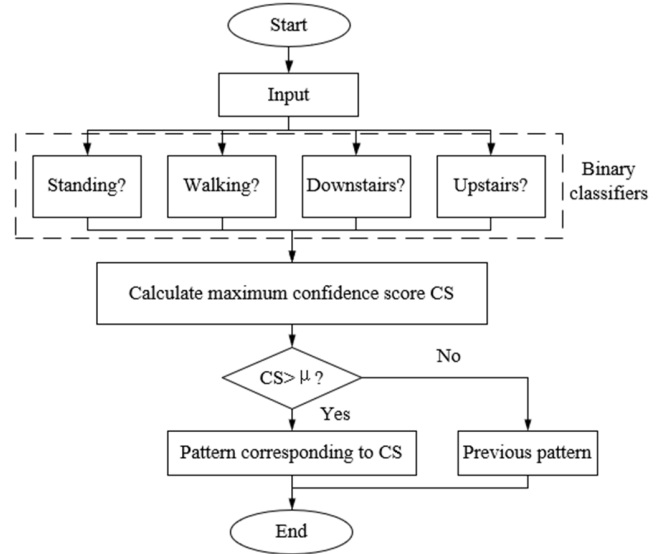 Start
Input
Standing?
Walking?
Downstairs?
Upstairs?
Binary
classifiers
Calculate maximum confidence score CS
CS> μ ?
No
Yes
Pattern corresponding to CS
Previous pattern
End